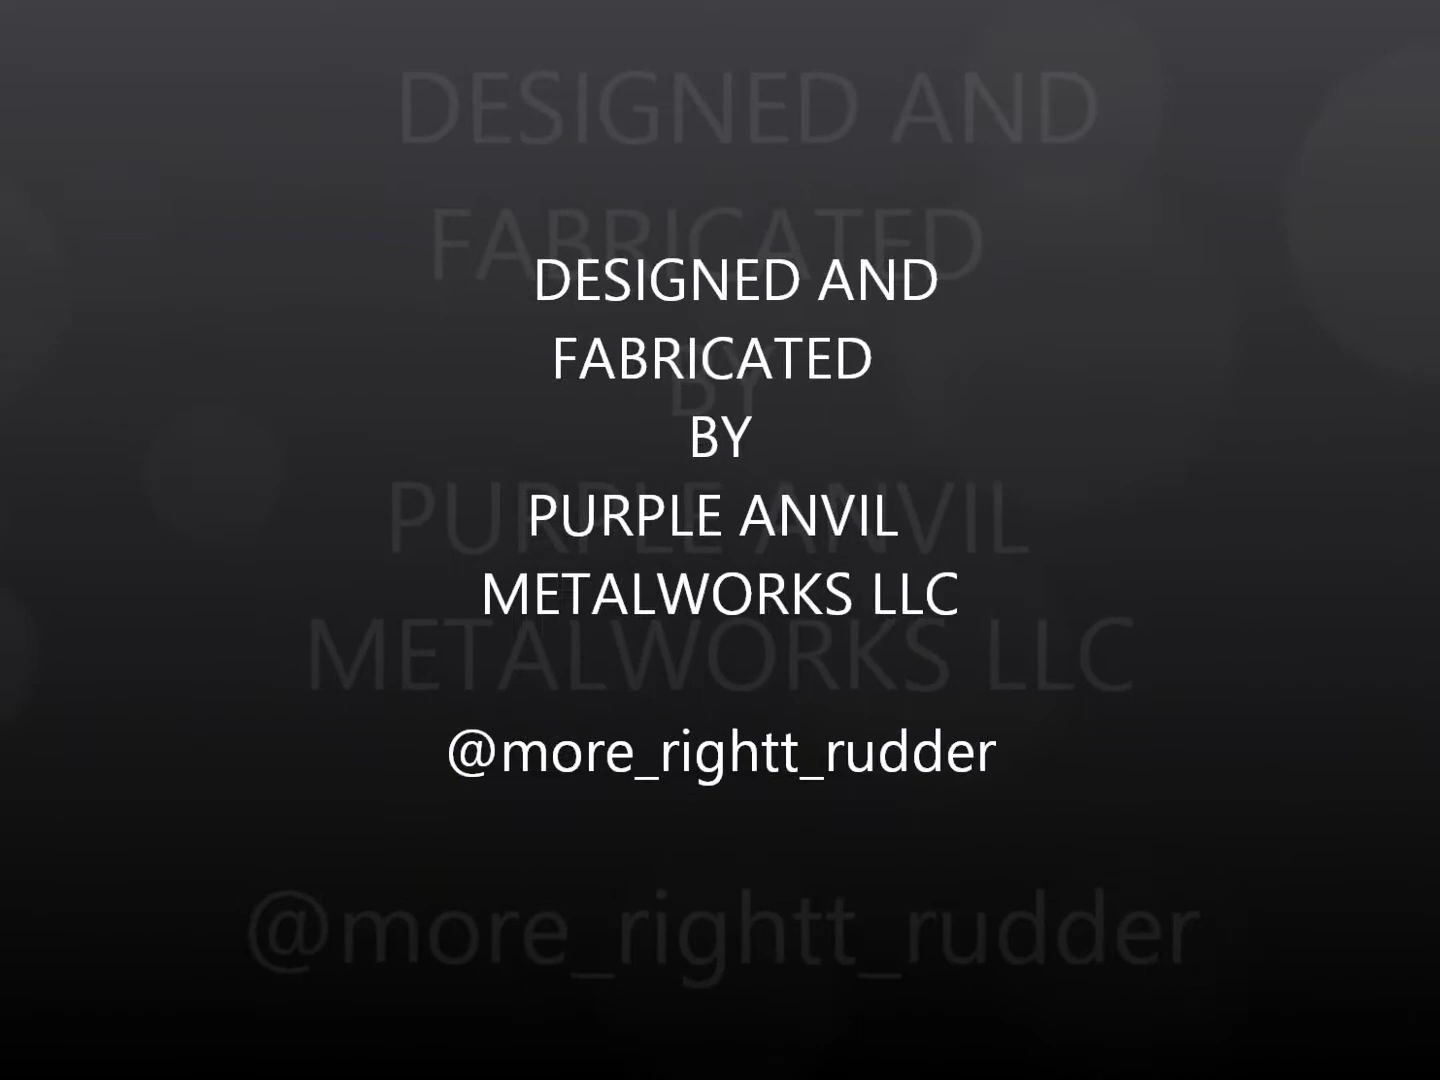 DESIGNED AND
FABRICATED
BY
PURPLE ANVIL
METALWORKS LLC
@more_rightt_rudder